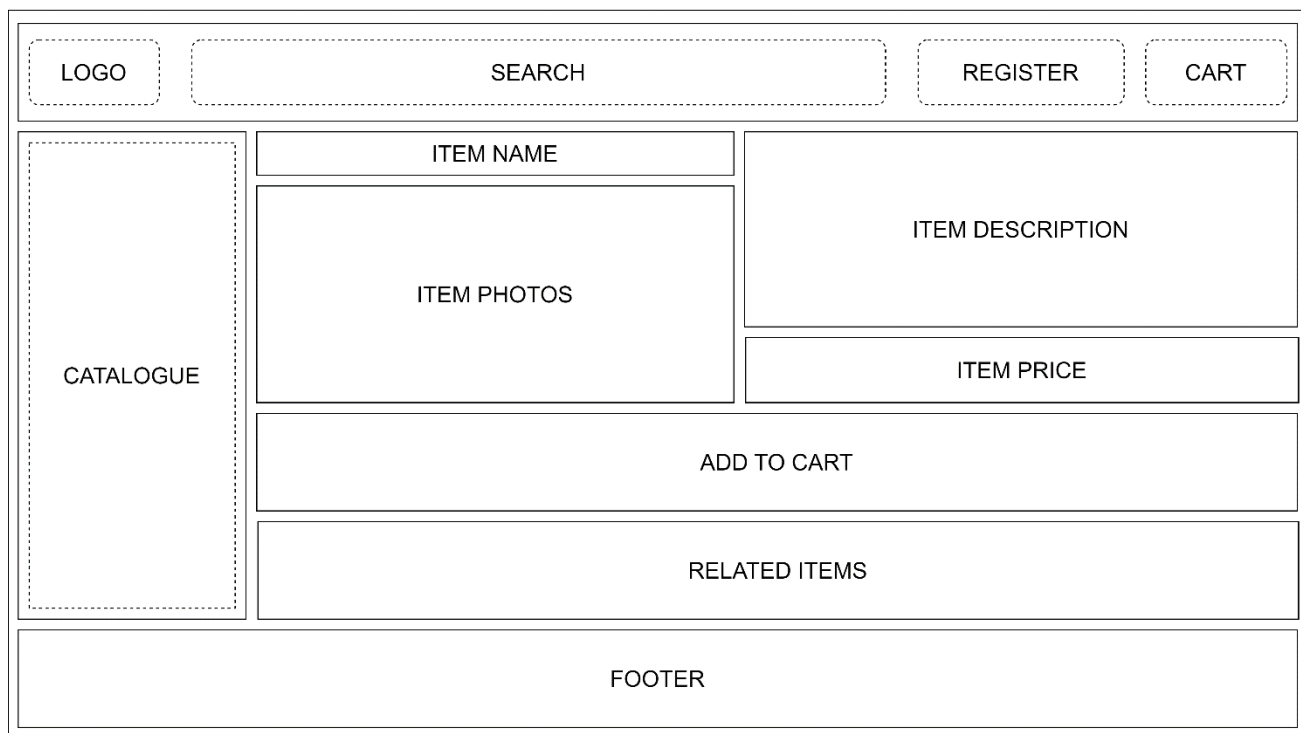 LOGO
SEARCH
REGISTER
CART
CATALOGUE
ITEM NAME
ITEM PHOTOS
ITEM DESCRIPTION
ITEM PRICE
ADD TO CART
RELATED ITEMS
FOOTER